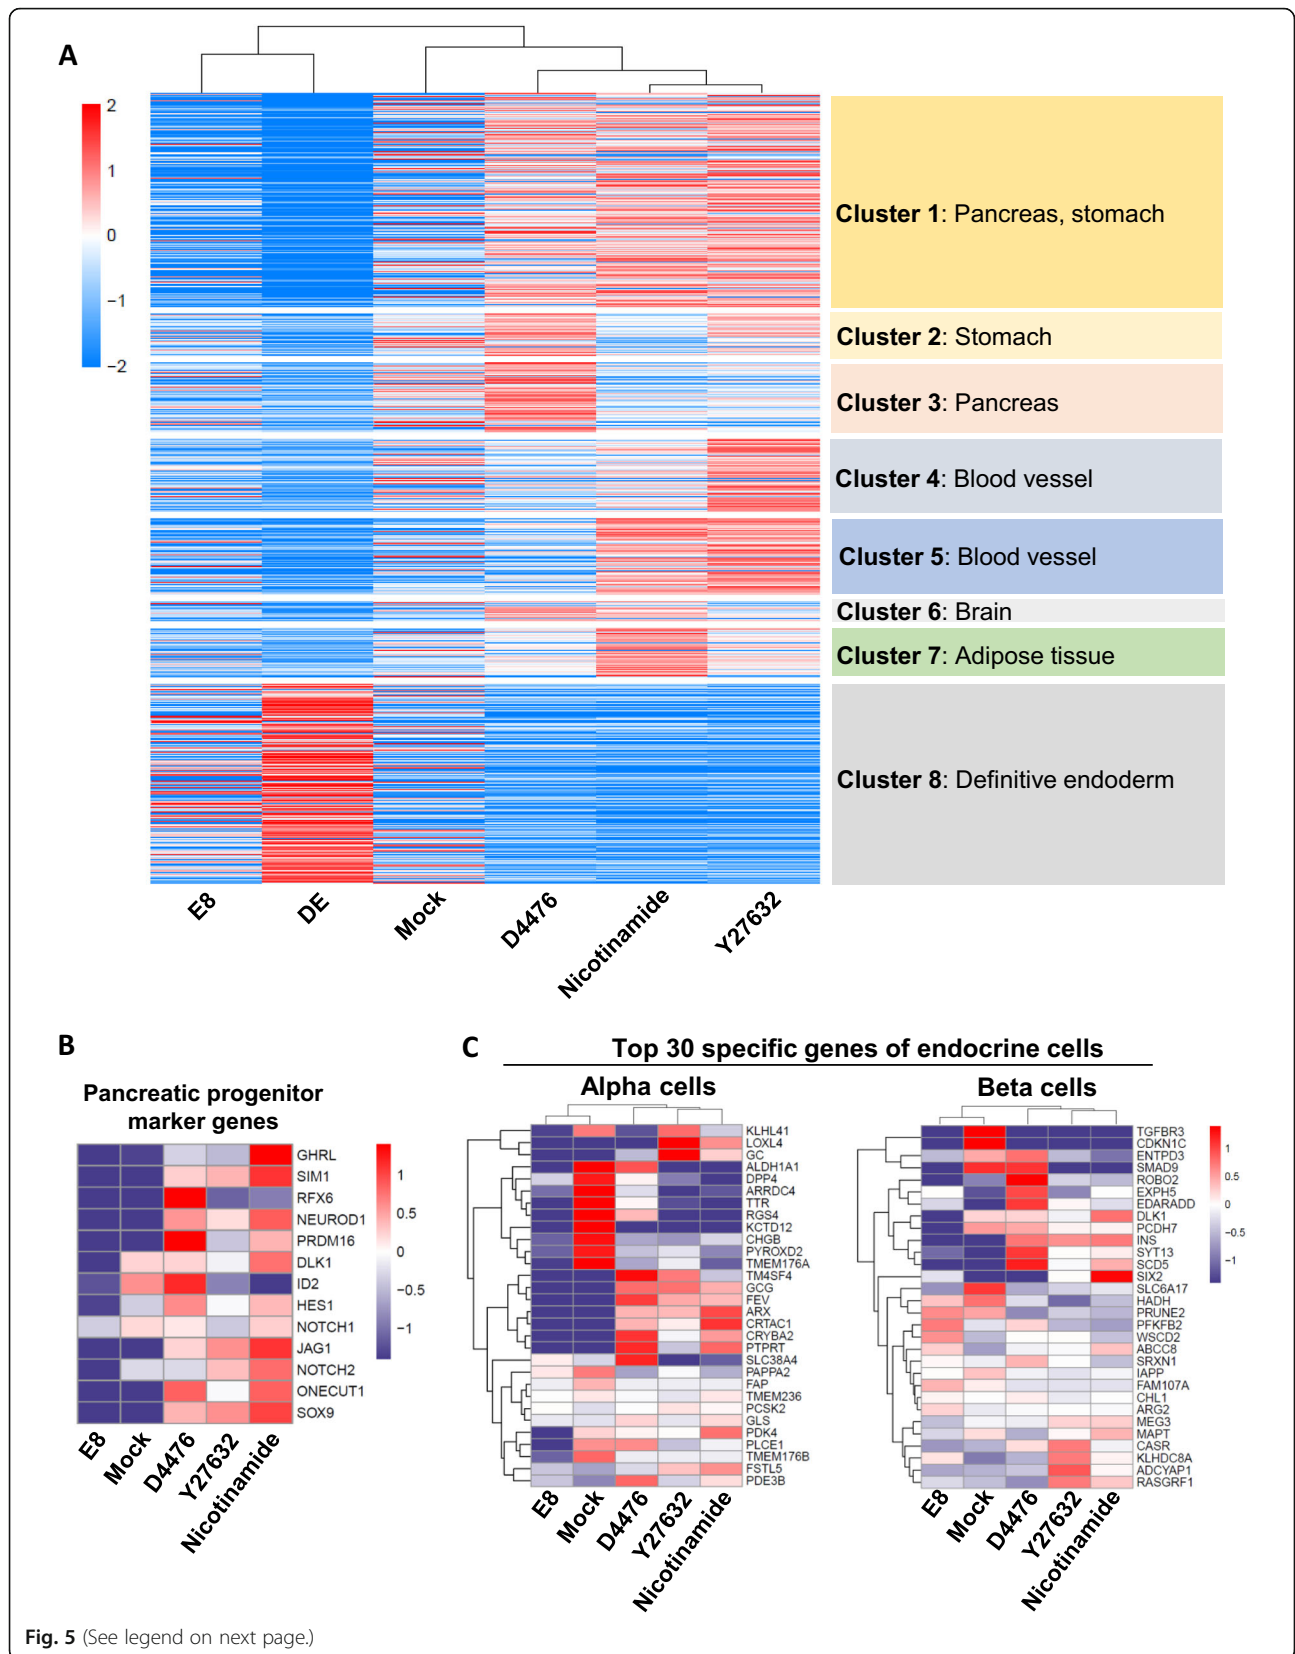 A
2
1
0
−1
−2
Cluster 1: Pancreas, stomach
Cluster 2: Stomach
Cluster 3: Pancreas
Cluster 4: Blood vessel
Cluster 5: Blood vessel
Cluster 6: Brain
Cluster 7: Adipose tissue
Cluster 8: Definitive endoderm
E8
DE
Mock
D4476
Nicotinamide
Y27632
B
Pancreatic progenitor
marker genes
GHRL
SIM1
RFX6
NEUROD1
PRDM16
DLK1
ID2
HES1
NOTCH1
JAG1
NOTCH2
ONECUT1
SOX9
1
0.5
0
−0.5
−1
E8
Mock
D4476
Y27632
Nicotinamide
C
Top 30 specific genes of endocrine cells
Alpha cells
KLHL41
LOXL4
GC
ALDH1A1
DPP4
ARRDC4
TTR
RGS4
KCTD12
CHGB
PYROXD2
TMEM176A
TM4SF4
GCG
FEV
ARX
CRTAC1
CRYBA2
PTPRT
SLC38A4
PAPPA2
FAP
TMEM236
PCSK2
GLS
PDK4
PLCE1
TMEM176B
FSTL5
PDE3B
E8
Mock
D4476
Y27632
Nicotinamide
Beta cells
TGFBR3
CDKN1C
ENTPD3
SMAD9
ROBO2
EXPH5
EDARADD
DLK1
PCDH7
INS
SYT13
SCD5
SIX2
SLC6A17
HADH
PRUNE2
PFKFB2
WSCD2
ABCC8
SRXN1
IAPP
FAM107A
CHL1
ARG2
MEG3
MAPT
CASR
KLHDC8A
ADCYAP1
RASGRF1
1
0.5
0
−0.5
−1
E8
Mock
D4476
Y27632
Nicotinamide
Fig. 5 (See legend on next page.)